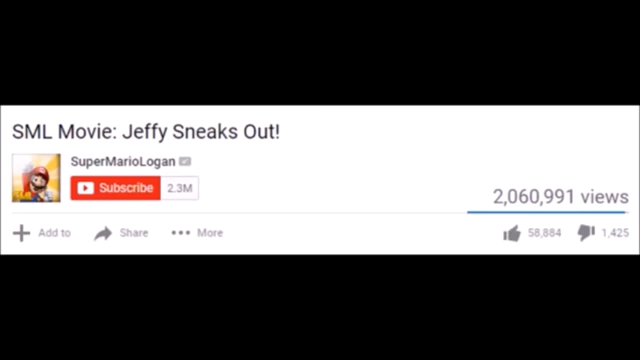 SML Movie: Jeffy Sneaks Out!
SuperMarioLogan
Subscribe 2.3M
2,060,991 views
Add to Share More 58,884 1,425